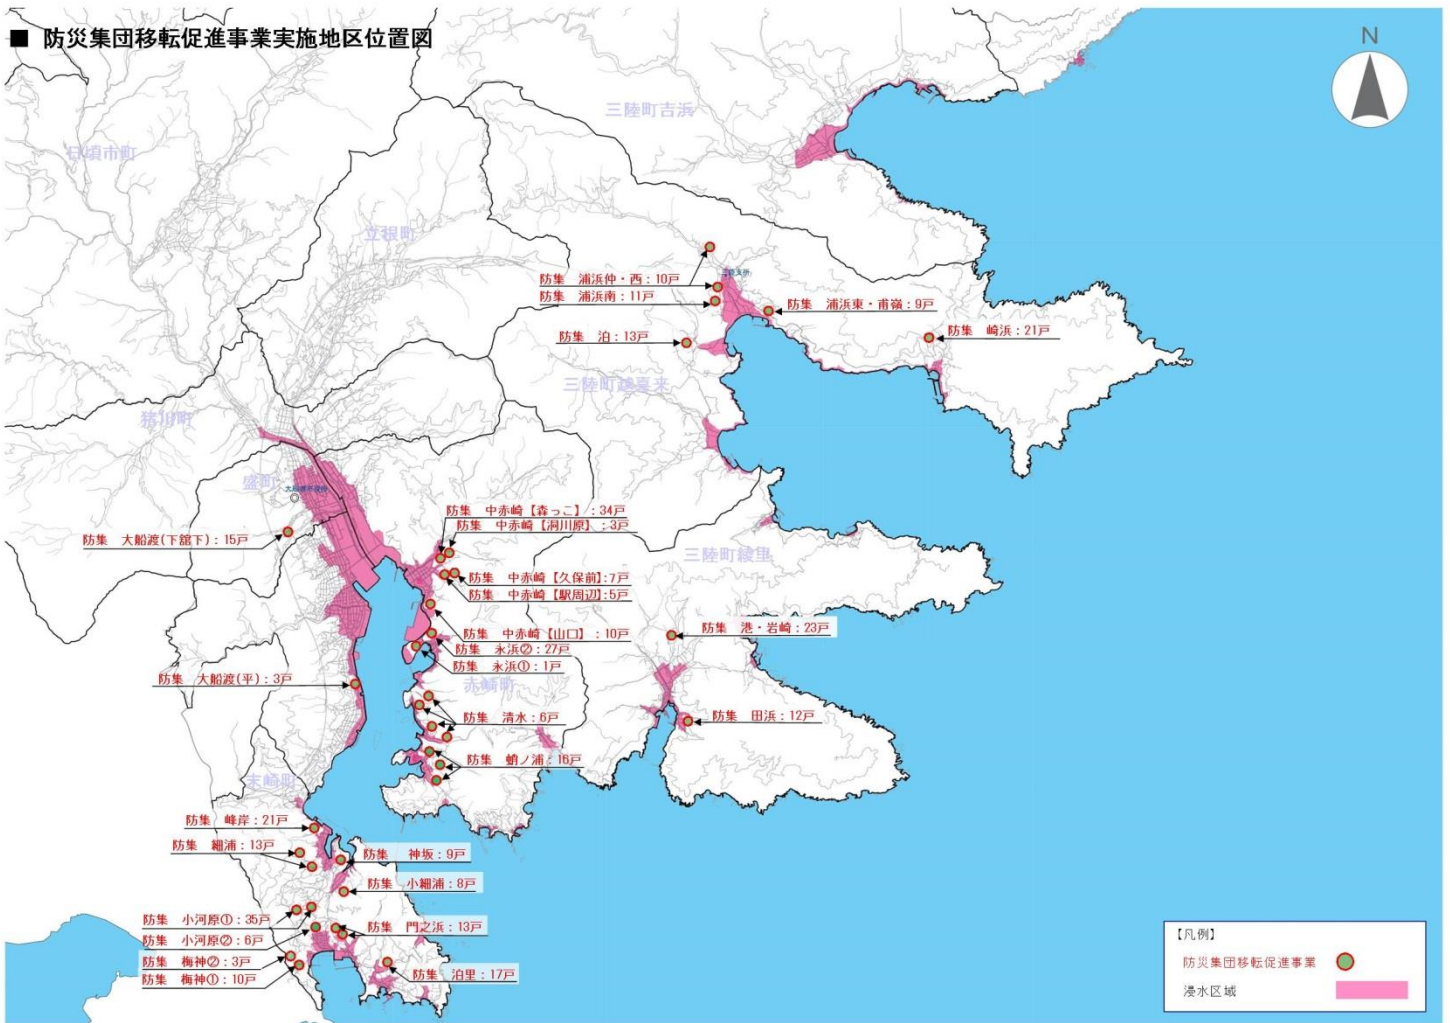 ■ 防災集団移転促進事業実施地区位置図
N
三陸町吉浜
日頃市町
立根町
防集 浦浜仲・西:10戸
三陸支所
防集 浦浜南:11戸
防集 浦浜東・甫嶺:9戸
防集 泊:13戸
防集 崎浜:21戸
三陸町越喜来
猪川町
盛町
大船渡市役所
防集 中赤崎【森っこ】:34戸
防集 中赤崎【洞川原】:3戸
防集 大船渡(下舘下):15戸
三陸町綾里
防集 中赤崎【久保前】:7戸
防集 中赤崎【駅周辺】:5戸
防集 中赤崎【山口】:10戸
防集 港・岩崎:23戸
防集 永浜②:27戸
防集 永浜①:1戸
防集 大船渡(平):3戸
赤崎町
防集 清水:6戸
防集 田浜:12戸
防集 蛸ノ浦:16戸
末崎町
防集 峰岸:21戸
防集 細浦:13戸
防集 神坂:9戸
防集 小細浦:8戸
防集 小河原①:35戸
防集 門之浜:13戸
防集 小河原②:6戸
防集 梅神②:3戸
防集 梅神①:10戸
防集 泊里:17戸
【凡例】
防災集団移転促進事業
浸水区域